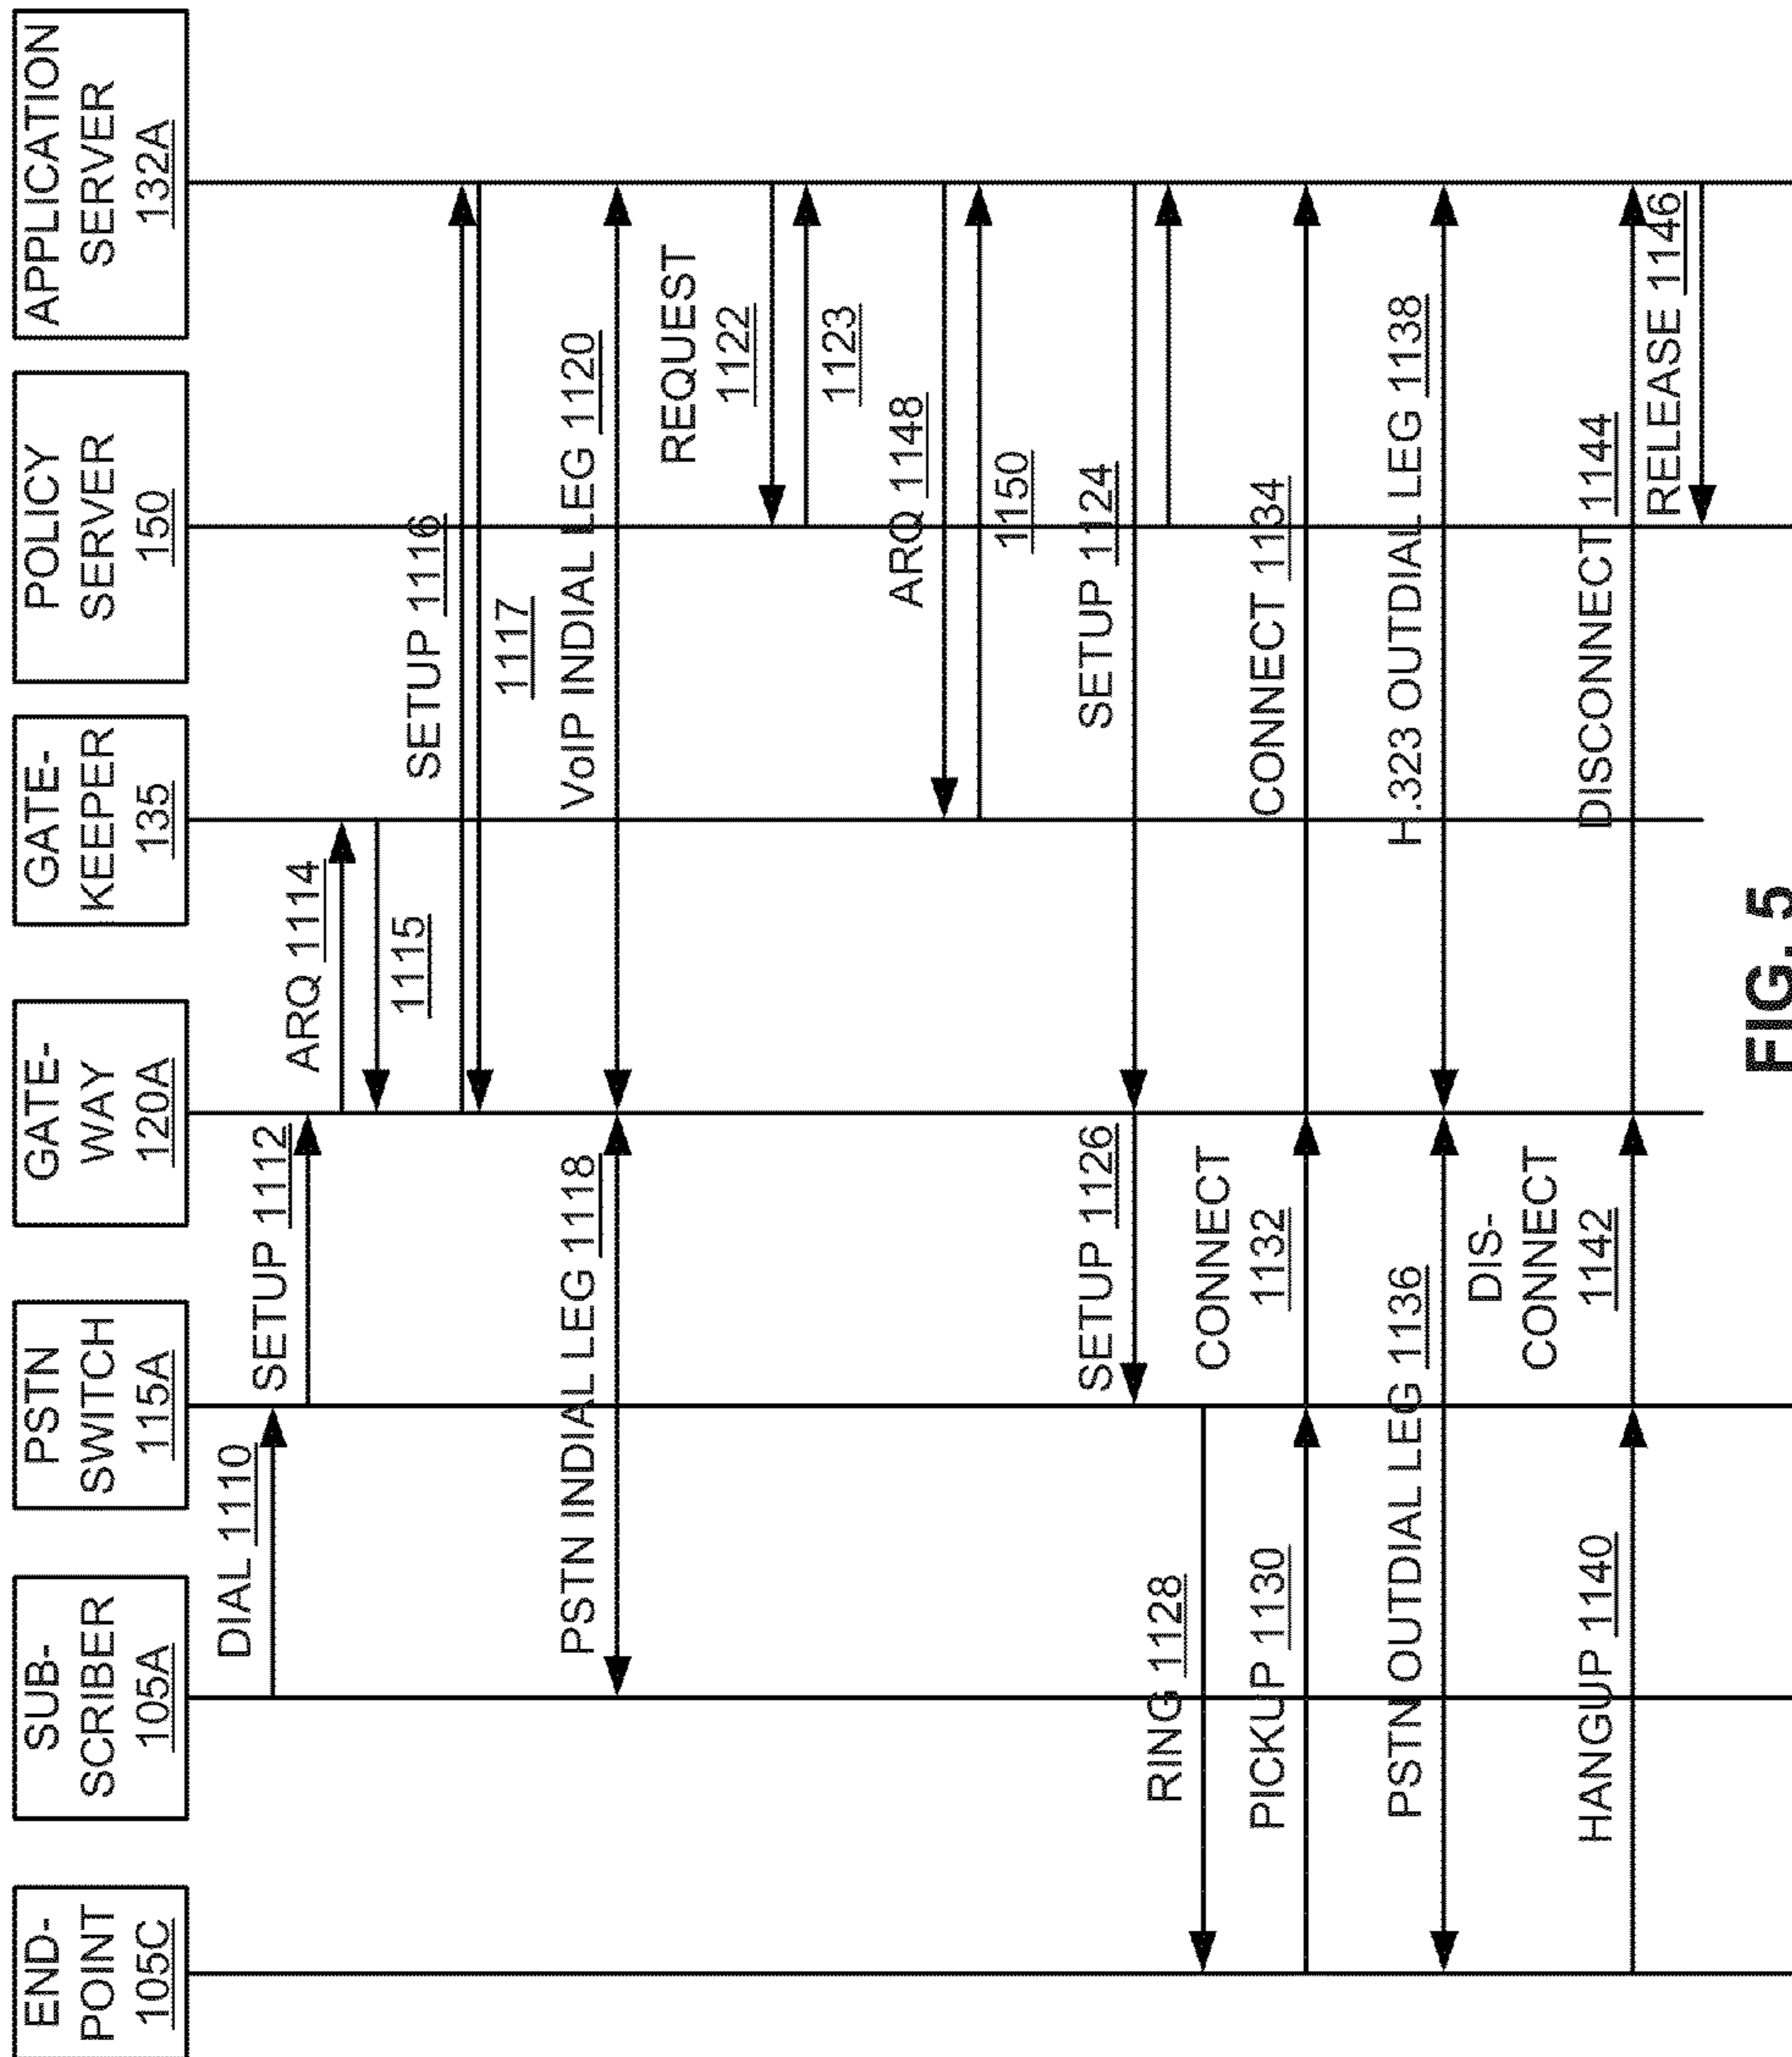 END-
POINT
105C
SUB-
SCRIBER
105A
PSTN
SWITCH
115A
GATE-
WAY
120A
GATE-
KEEPER
135
POLICY
SERVER
150
APPLICATION
SERVER
132A
DIAL 1110
SETUP 1112
ARQ 1114
1115
SETUP 1116
1117
PSTN INDIAL LEG 1118
VoIP INDIAL LEG 1120
REQUEST
1122
1123
ARQ 1148
1150
SETUP 1126
SETUP 1124
RING 1128
PICKUP 1130
CONNECT
1132
CONNECT 1134
PSTN OUTDIAL LEG 1136
H.323 OUTDIAL LEG 1138
HANGUP 1140
DIS-
CONNECT
1142
DISCONNECT 1144
RELEASE 1146
FIG. 5